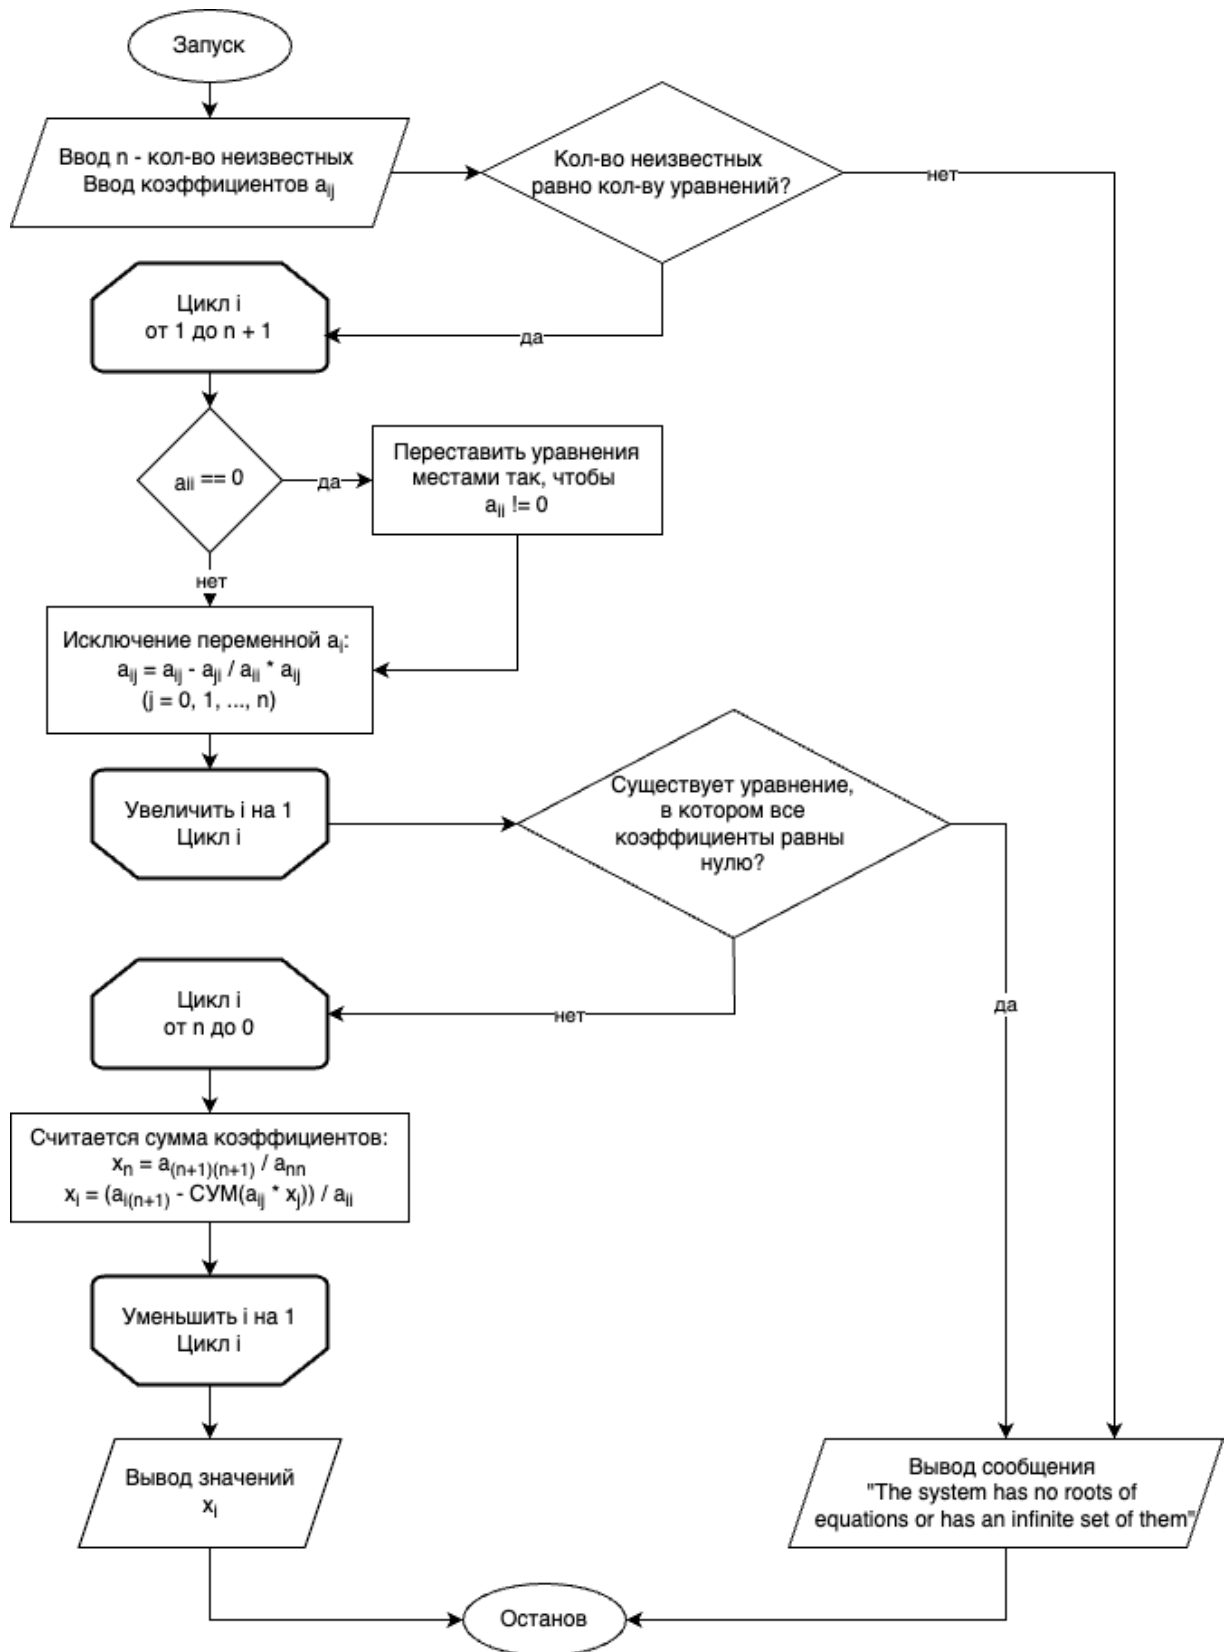 Запуск
Ввод n - кол-во неизвестных
Ввод коэффициентов aij
Кол-во неизвестных
равно кол-ву уравнений?
нет
да
Цикл i
от 1 до n + 1
aii == 0
да
Переставить уравнения
местами так, чтобы
aii != 0
нет
Исключение переменной ai:
aij = aij - aji / aii * aij
(j = 0, 1, ..., n)
Увеличить i на 1
Цикл i
Существует уравнение,
в котором все
коэффициенты равны
нулю?
да
нет
Цикл i
от n до 0
Считается сумма коэффициентов:
xn = a(n+1)(n+1) / ann
xi = (ai(n+1) - СУМ(aij * xj)) / aii
Уменьшить i на 1
Цикл i
Вывод значений
xi
Вывод сообщения
"The system has no roots of
equations or has an infinite set of them"
Останов